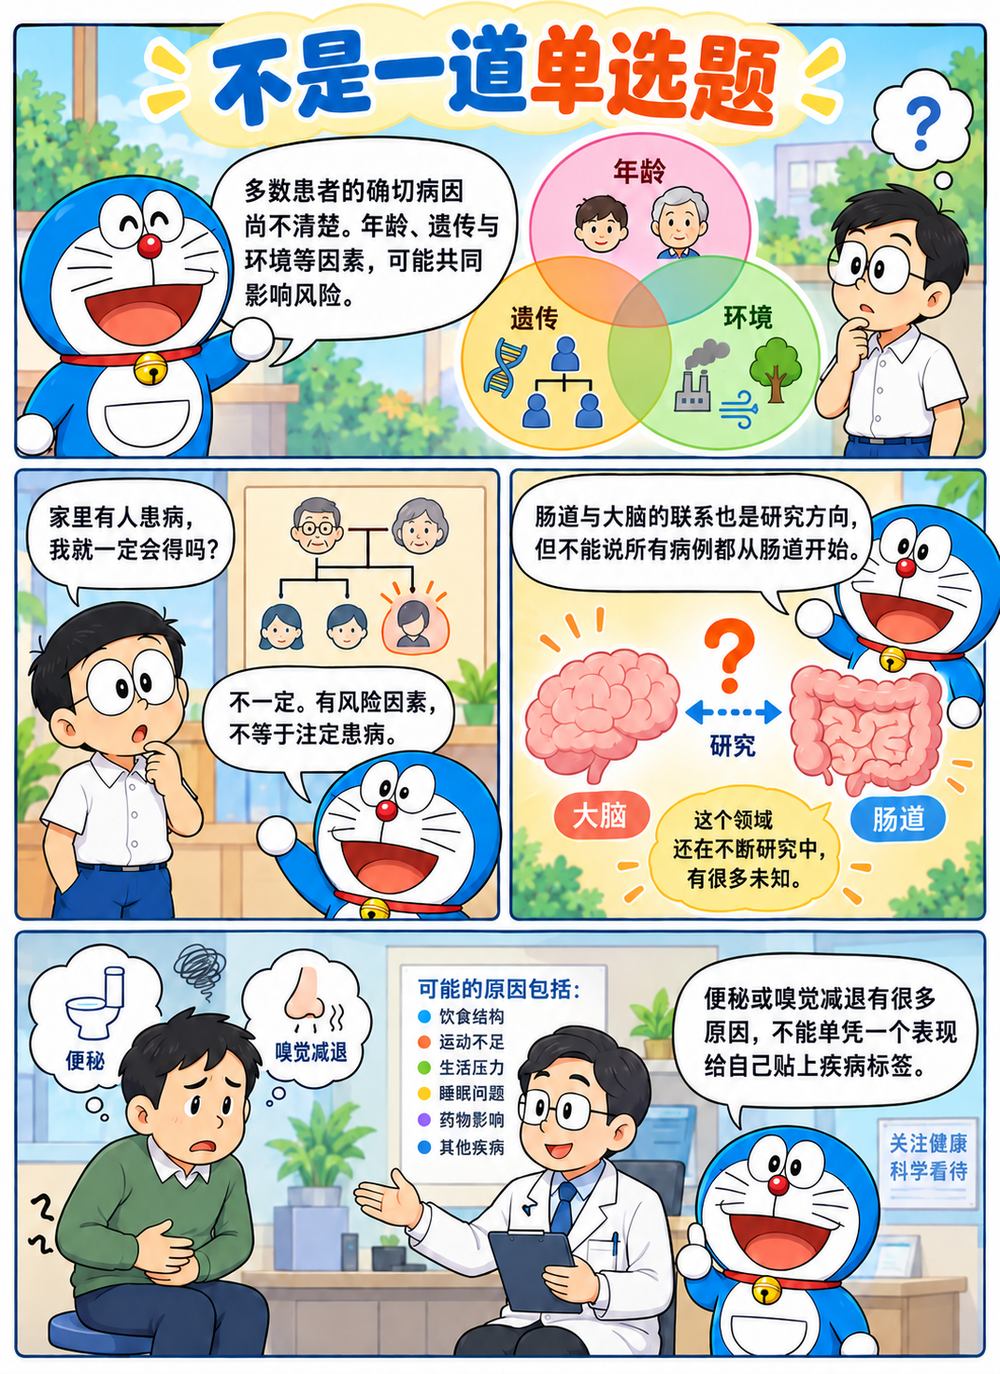 不是一道单选题
?
多数患者的确切病因
尚不清楚。年龄、遗传与
环境等因素，可能共同
影响风险。
年龄
遗传
环境
家里有人患病，
我就一定会得吗？
不一定。有风险因素，
不等于注定患病。
肠道与大脑的联系也是研究方向，
但不能说所有病例都从肠道开始。
?
研究
大脑
肠道
这个领域
还在不断研究中，
有很多未知。
便秘
嗅觉减退
可能的原因包括：
饮食结构
运动不足
生活压力
睡眠问题
药物影响
其他疾病
便秘或嗅觉减退有很多
原因，不能单凭一个表现
给自己贴上疾病标签。
关注健康
科学看待